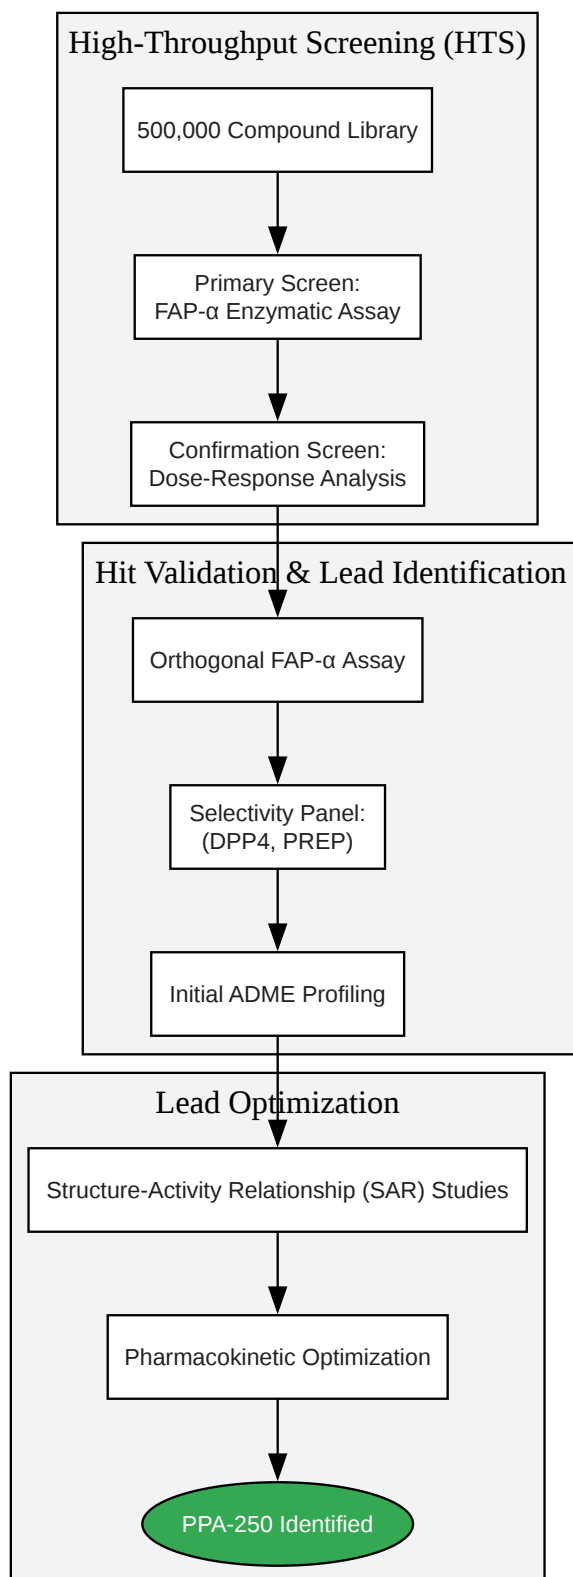 High-Throughput Screening (HTS)
500,000 Compound Library
Primary Screen:
FAP-α Enzymatic Assay
Confirmation Screen:
Dose-Response Analysis
Hit Validation & Lead Identification
Orthogonal FAP-α Assay
Selectivity Panel:
(DPP4, PREP)
Initial ADME Profiling
Lead Optimization
Structure-Activity Relationship (SAR) Studies
Pharmacokinetic Optimization
PPA-250 Identified